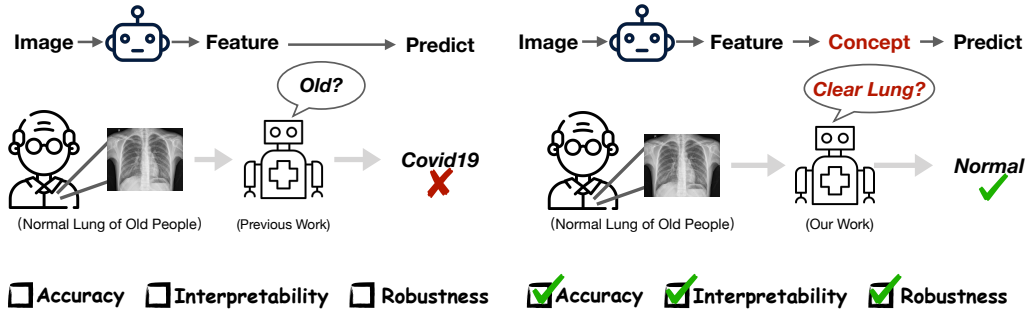 Image Feature Predict
Old?
Covid19
(Normal Lung of Old People)
(Previous Work)
Accuracy Interpretability Robustness
Image Feature Concept Predict
Clear Lung?
Normal
(Normal Lung of Old People)
(Our Work)
Accuracy Interpretability Robustness